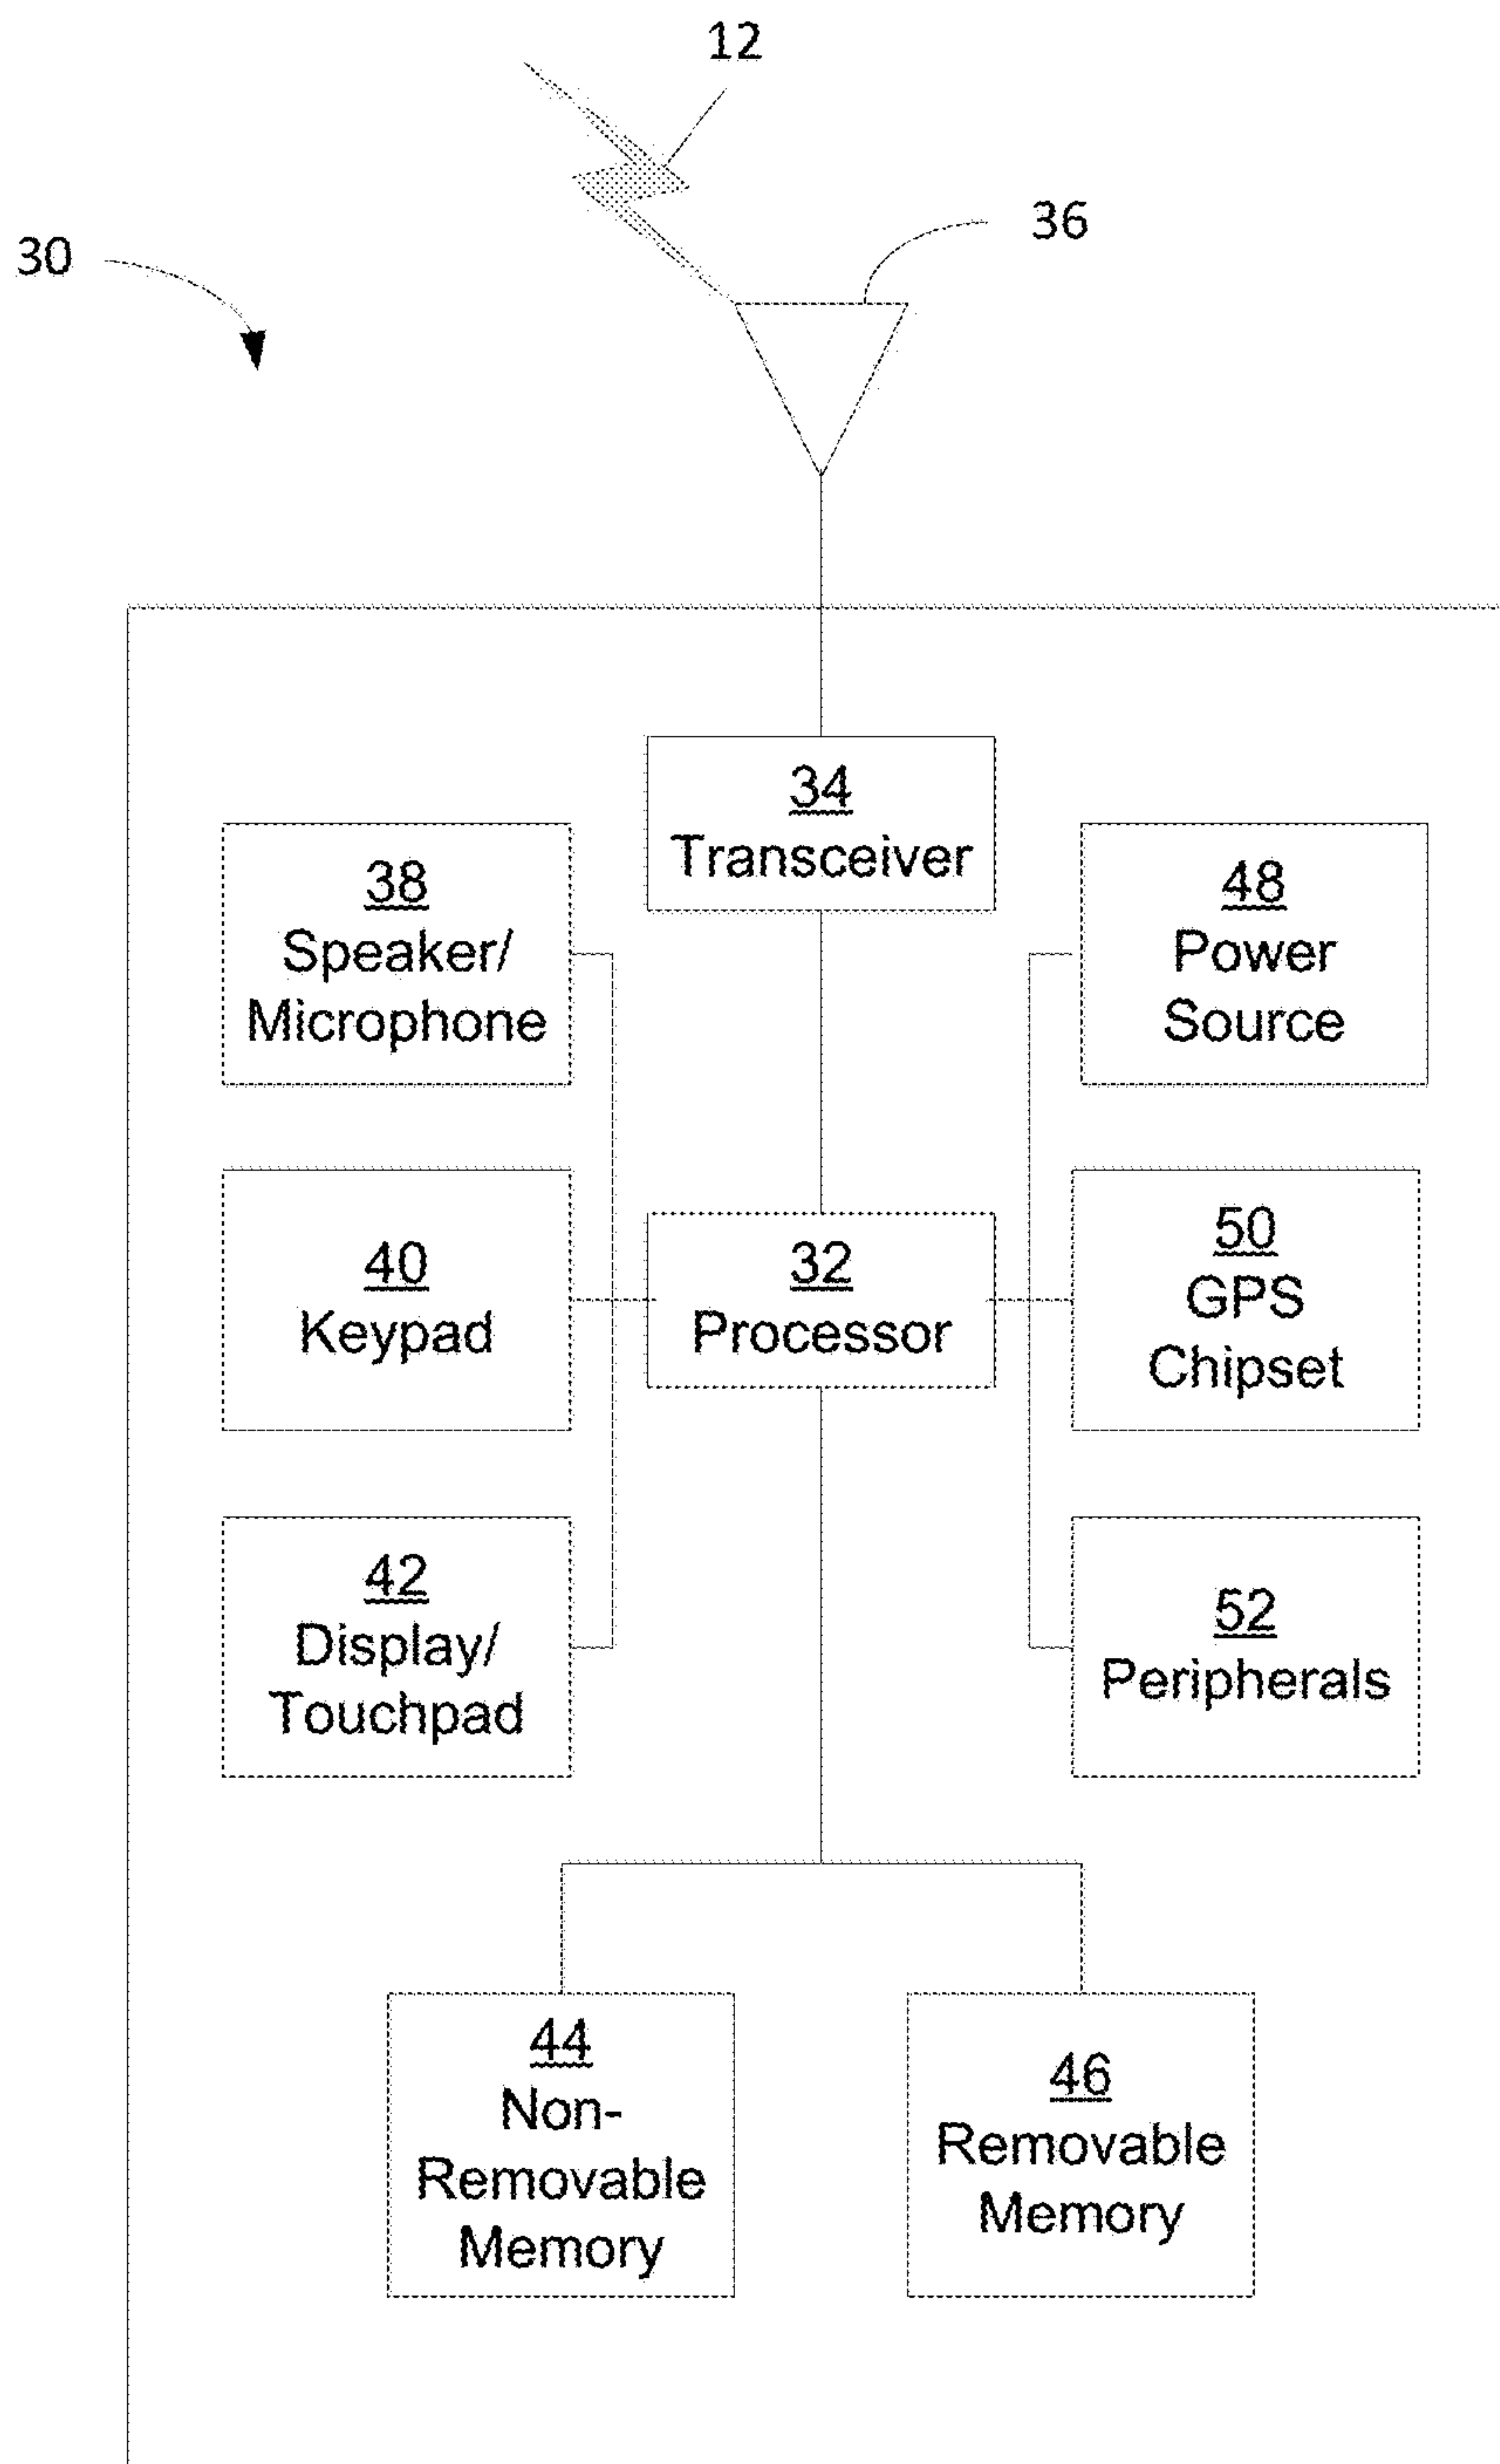 12
36
30
34
Transceiver
38
Speaker/
Microphone
48
Power
Source
40
Keypad
32
Processor
50
GPS
Chipset
42
Display/
Touchpad
52
Peripherals
44
Non-
Removable
Memory
46
Removable
Memory